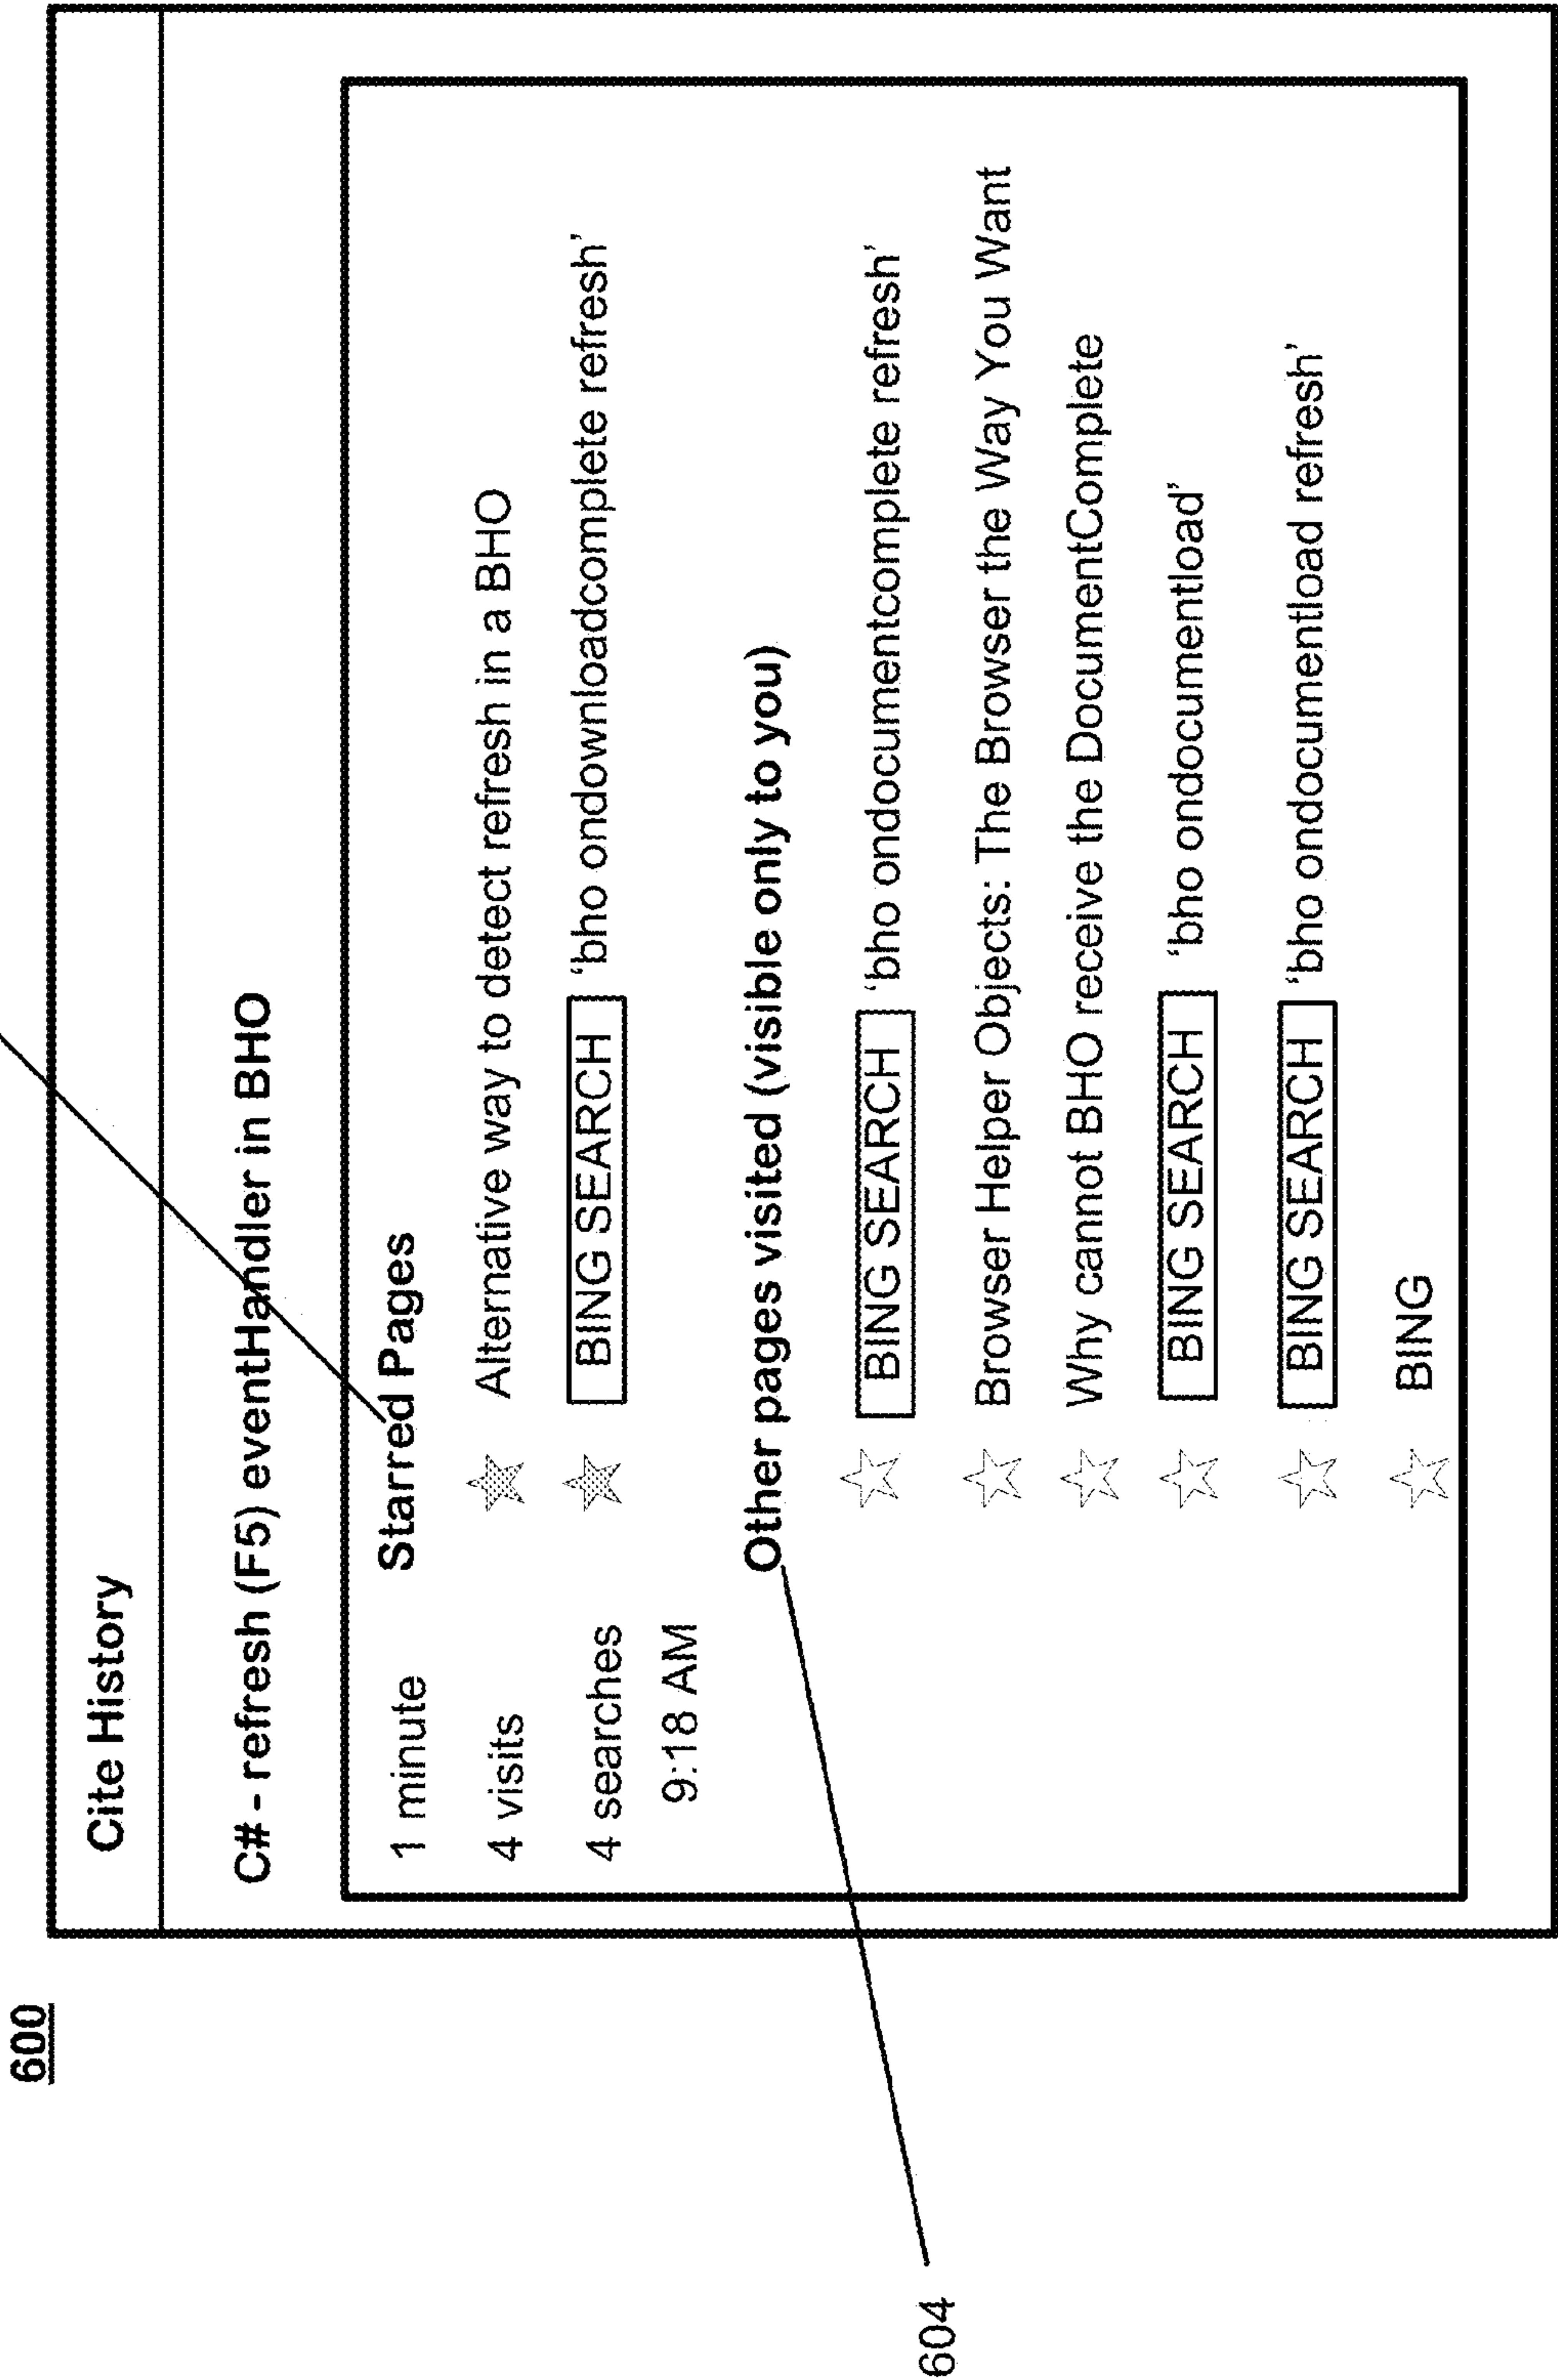 600
Cite History
C# - refresh (F5) eventHandler in BHO
1 minute
4 visits
4 searches
9:18 AM
Starred Pages
Alternative way to detect refresh in a BHO
BING SEARCH 'bho ondownloadcomplete refresh'
Other pages visited (visible only to you)
BING SEARCH 'bho ondocumentcomplete refresh'
Browser Helper Objects: The Browser the Way You Want
Why cannot BHO receive the DocumentComplete
BING SEARCH 'bho ondocumentload'
BING SEARCH 'bho ondocumentload refresh'
BING
604